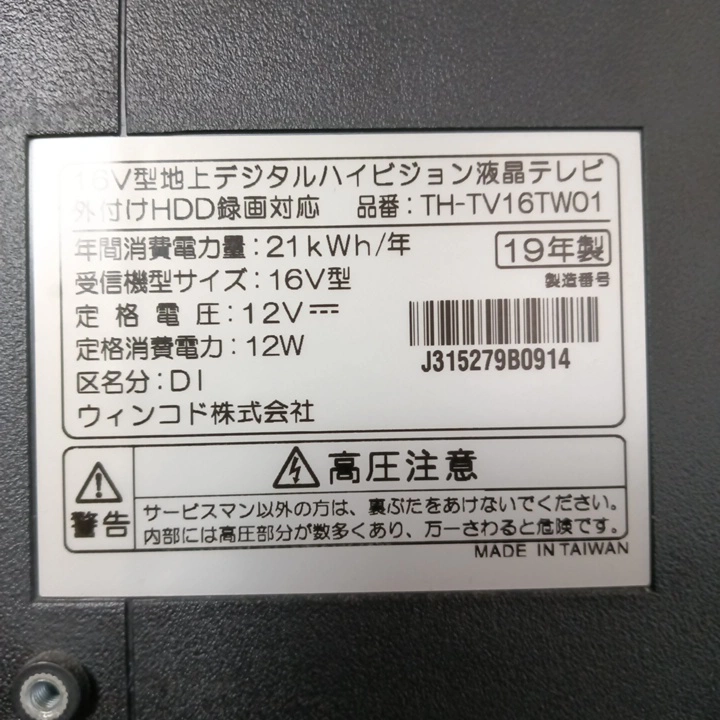 16V型地上デジタルハイビジョン液晶テレビ
外付けHDD録画対応 品番：TH-TV16TW01
年間消費電力量：21kWh/年 19年製
受信機型サイズ：16V型 製造番号
定格電圧：12V⎓
定格消費電力：12W
J315279B0914
区名分：DI
ウィンコド株式会社
高圧注意
警告
サービスマン以外の方は、裏ぶたをあけないでください。
内部には高圧部分が数多くあり、万一さわると危険です。
MADE IN TAIWAN